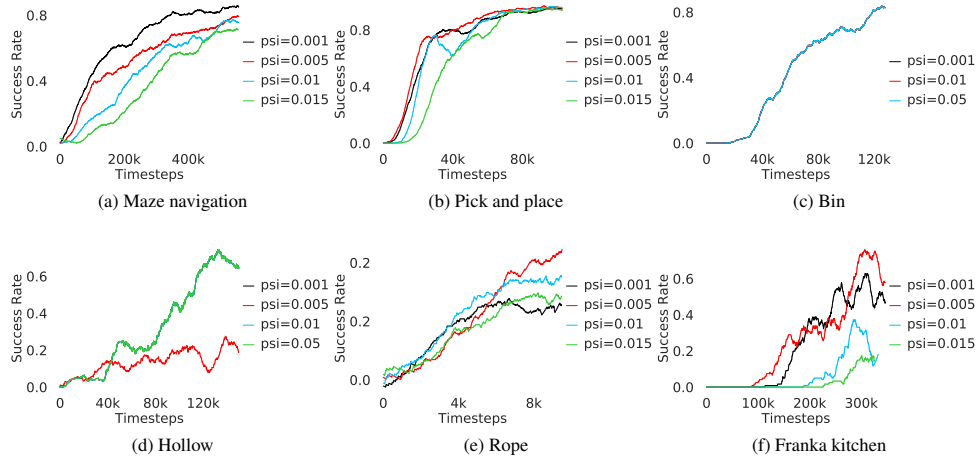 Success Rate
0.8
0.4
0.0
0
200k
400k
Timesteps
psi=0.001
psi=0.005
psi=0.01
psi=0.015
(a) Maze navigation
Success Rate
0.8
0.4
0.0
0
40k
80k
Timesteps
psi=0.001
psi=0.005
psi=0.01
psi=0.015
(b) Pick and place
Success Rate
0.8
0.4
0.0
0
40k
80k
120k
Timesteps
psi=0.001
psi=0.005
psi=0.05
(c) Bin
Success Rate
0.6
0.4
0.2
0.0
0
40k
80k
120k
Timesteps
psi=0.001
psi=0.005
psi=0.01
psi=0.05
(d) Hollow
Success Rate
0.2
0.2
0.0
0
4k
8k
Timesteps
psi=0.001
psi=0.005
psi=0.01
psi=0.015
(e) Rope
Success Rate
0.6
0.4
0.2
0.0
0
100k
200k
300k
Timesteps
psi=0.001
psi=0.005
psi=0.01
psi=0.015
(f) Franka kitchen